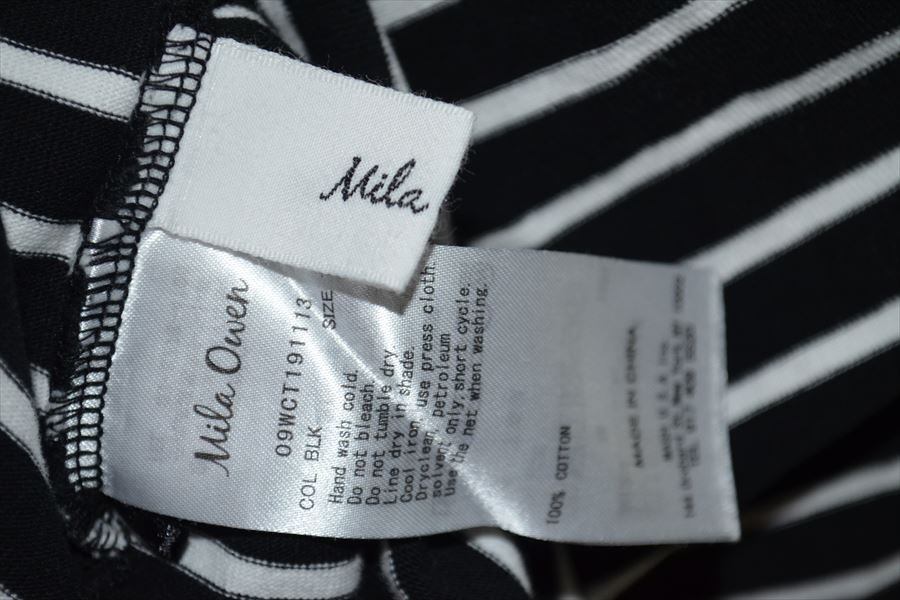 Mila
Mila Owen
09WCT191113
COL BLK
SIZE
Hand wash cold.
Do not bleach.
Do not tumble dry.
Line dry in shade.
Cool iron, use press cloth.
Dryclean, petroleum
solvent only, short cycle.
Use the net when washing.
100% COTTON
MADE IN CHINA